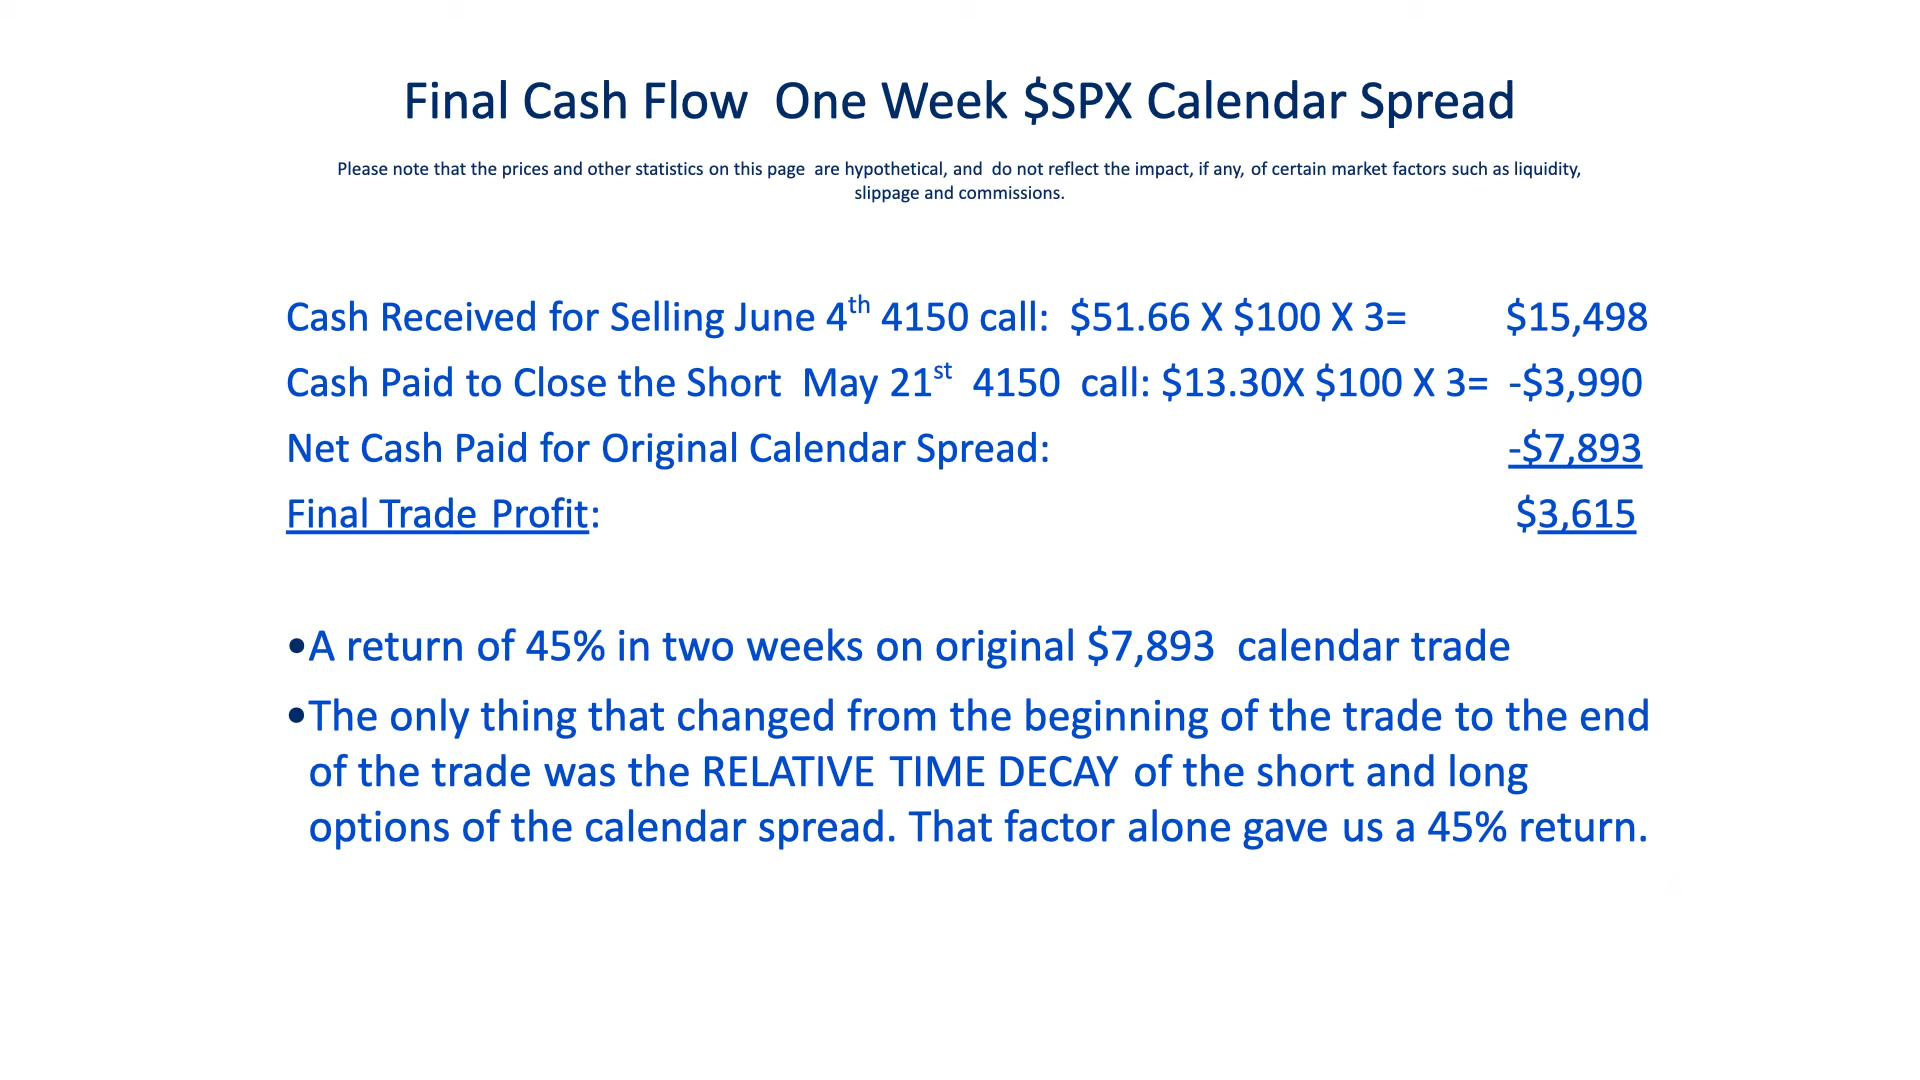 Final Cash Flow  One Week $SPX Calendar Spread
Please note that the prices and other statistics on this page  are hypothetical, and  do not reflect the impact, if any, of certain market factors such as liquidity,
slippage and commissions.
Cash Received for Selling June 4th 4150 call:  $51.66 X $100 X 3=  $15,498
Cash Paid to Close the Short  May 21st  4150  call: $13.30X $100 X 3=  -$3,990
Net Cash Paid for Original Calendar Spread:  -$7,893
Final Trade Profit:  $3,615
•A return of 45% in two weeks on original $7,893  calendar trade
•The only thing that changed from the beginning of the trade to the end
of the trade was the RELATIVE TIME DECAY of the short and long
options of the calendar spread. That factor alone gave us a 45% return.